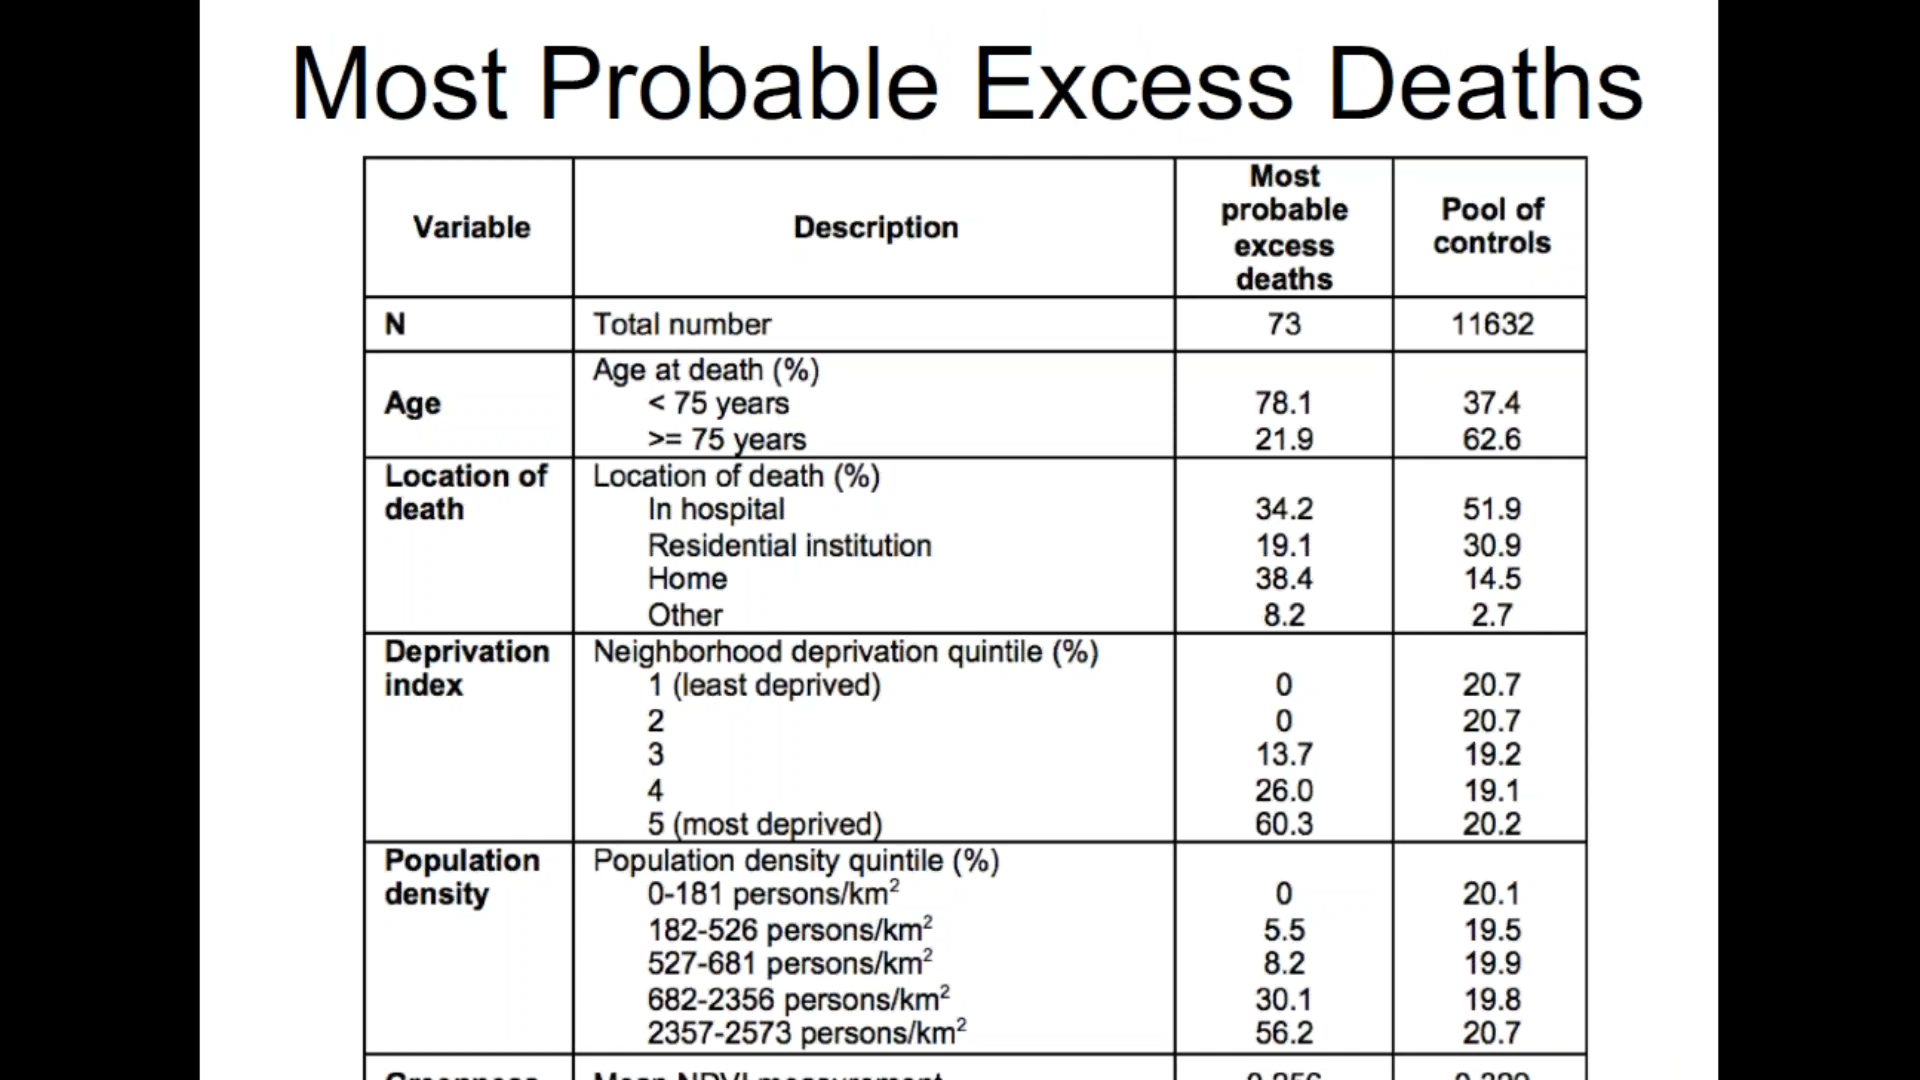 Most Probable Excess Deaths
Variable Description Most probable excess deaths Pool of controls
N Total number 73 11632
Age Age at death (%)
< 75 years 78.1 37.4
>= 75 years 21.9 62.6
Location of death Location of death (%)
In hospital 34.2 51.9
Residential institution 19.1 30.9
Home 38.4 14.5
Other 8.2 2.7
Deprivation index Neighborhood deprivation quintile (%)
1 (least deprived) 0 20.7
2 0 20.7
3 13.7 19.2
4 26.0 19.1
5 (most deprived) 60.3 20.2
Population density Population density quintile (%)
0-181 persons/km² 0 20.1
182-526 persons/km² 5.5 19.5
527-681 persons/km² 8.2 19.9
682-2356 persons/km² 30.1 19.8
2357-2573 persons/km² 56.2 20.7
Greenness Mean NDVI measurement